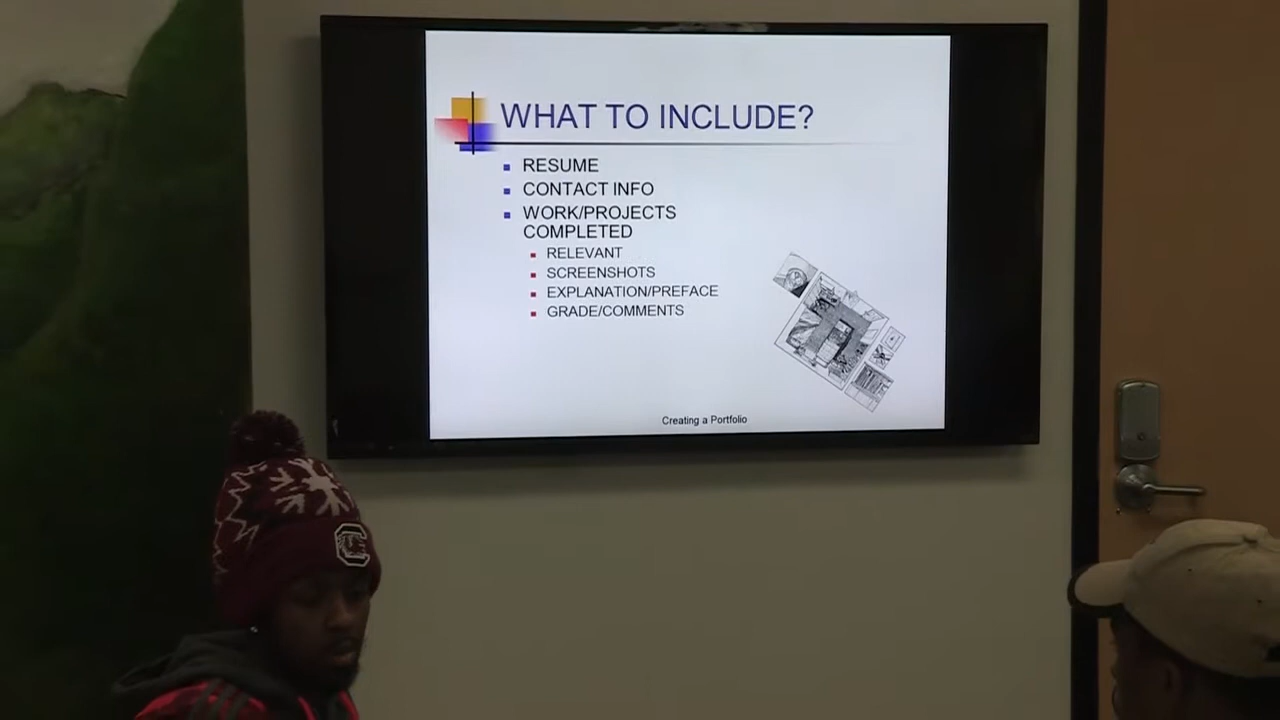 WHAT TO INCLUDE?
RESUME
CONTACT INFO
WORK/PROJECTS
COMPLETED
RELEVANT
SCREENSHOTS
EXPLANATION/PREFACE
GRADE/COMMENTS
Creating a Portfolio
C